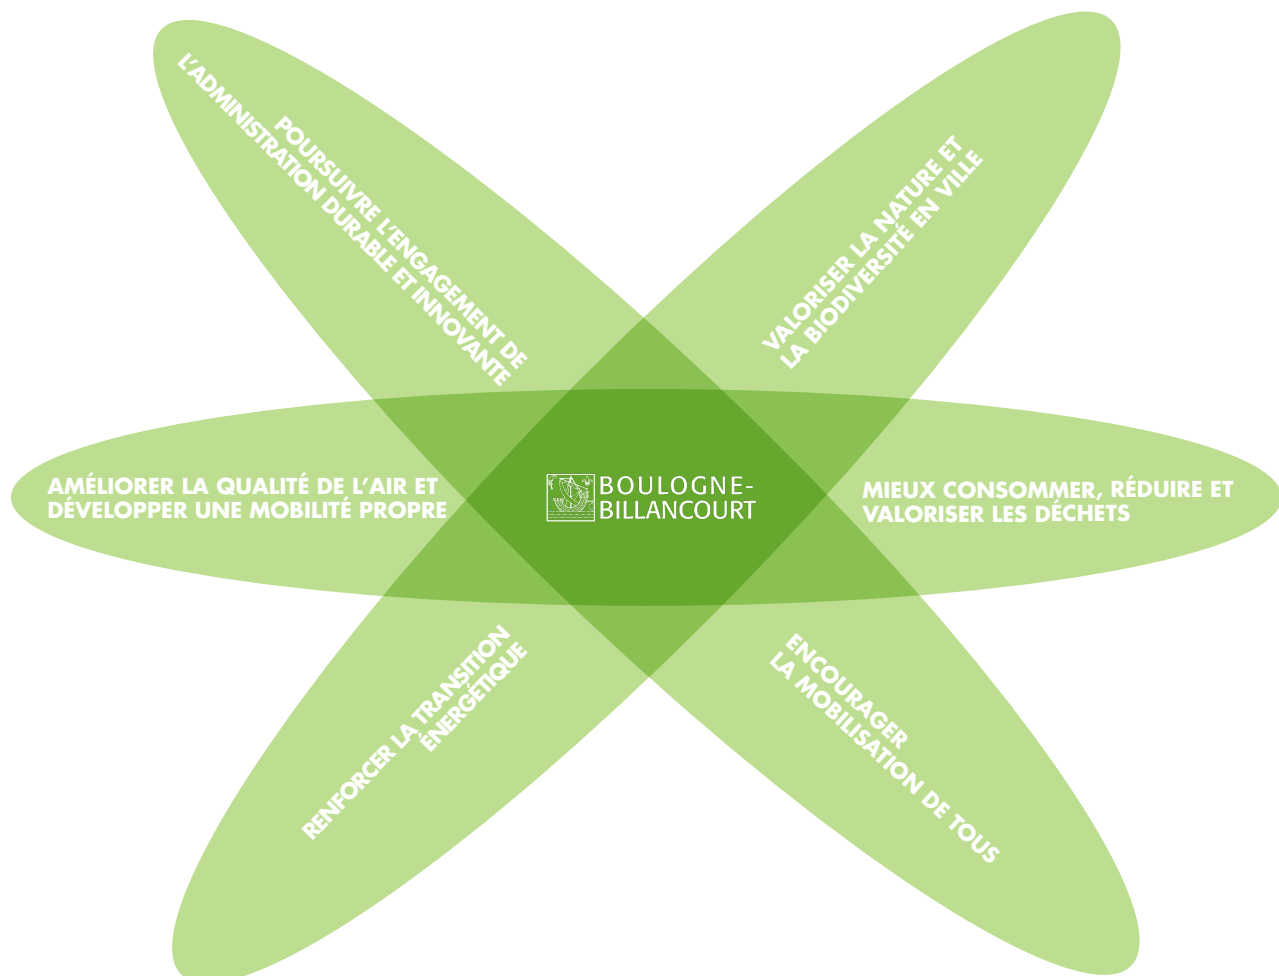 POURSUIVRE L'ENGAGEMENT DE
L'ADMINISTRATION DURABLE ET INNOVANTE
VALORISER LA NATURE ET
LA BIODIVERSITÉ EN VILLE
AMÉLIORER LA QUALITÉ DE L'AIR ET
DÉVELOPPER UNE MOBILITÉ PROPRE
BOULOGNE-
BILLANCOURT
MIEUX CONSOMMER, RÉDUIRE ET
VALORISER LES DÉCHETS
RENFORCER LA TRANSITION
ÉNERGÉTIQUE
ENCOURAGER
LA MOBILISATION DE TOUS